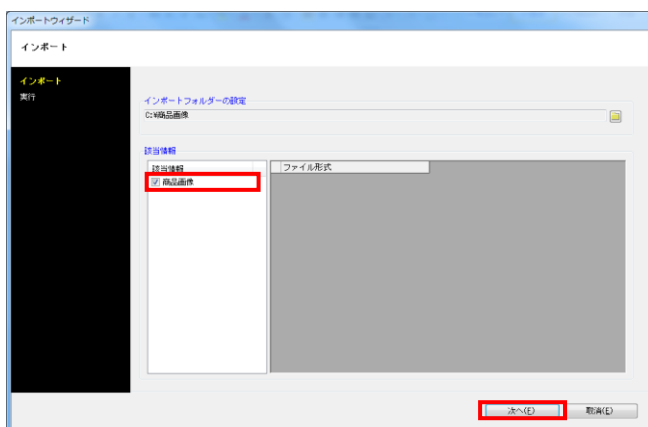 インポートウィザード
インポート
インポート
実行
インポートフォルダーの設定
C:¥商品画像
該当情報
該当情報
ファイル形式
商品画像
次へ(F)
取消(E)